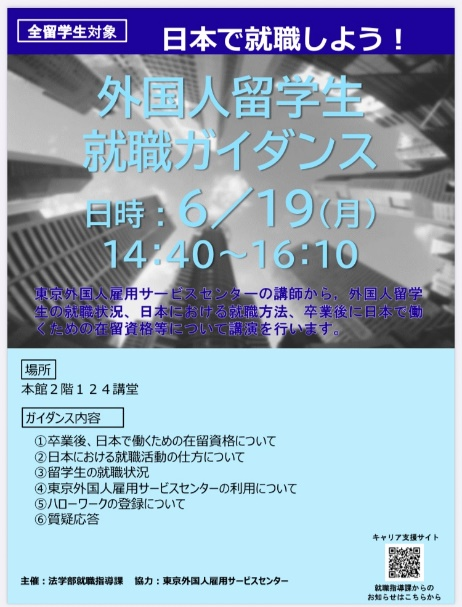 全留学生対象
日本で就職しよう！
外国人留学生
就職ガイダンス
日時：6／19（月）
14：40～16：10
東京外国人雇用サービスセンターの講師から，外国人留学
生の就職状況、日本における就職方法、卒業後に日本で働
くための在留資格等について講演を行います。
場所
本館２階１２４講堂
ガイダンス内容
①卒業後、日本で働くための在留資格について
②日本における就職活動の仕方について
③留学生の就職状況
④東京外国人雇用サービスセンターの利用について
⑤ハローワークの登録について
⑥質疑応答
キャリア支援サイト
就職指導課からの
お知らせはこちらから
主催：法学部就職指導課　協力：東京外国人雇用サービスセンター